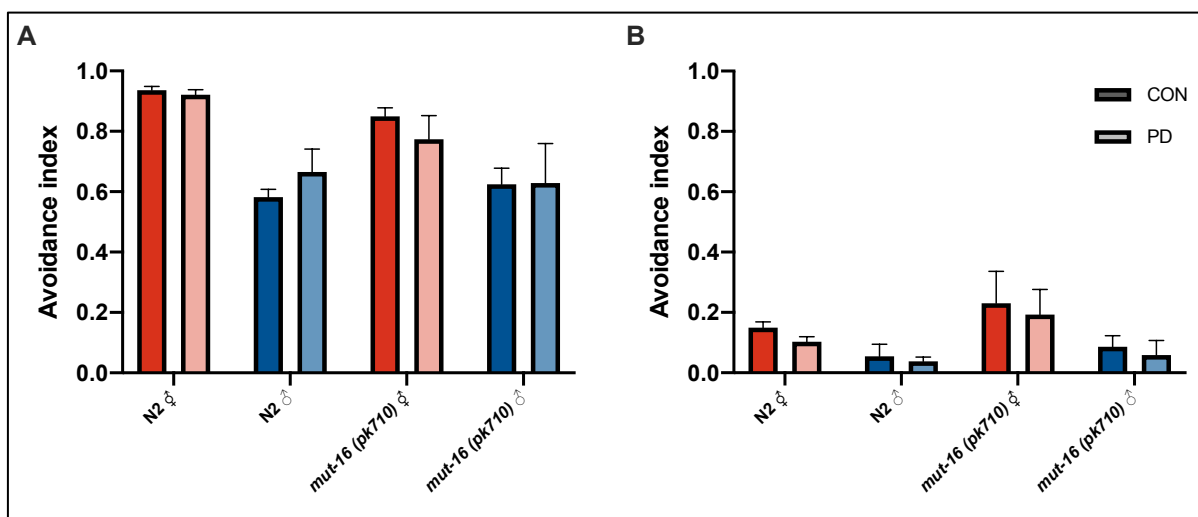 A
Avoidance index
1.0
0.8
0.6
0.4
0.2
0.0
N2 ⚥
N2 ♂
mut-16 (pk710) ⚥
mut-16 (pk710) ♂
B
Avoidance index
1.0
0.8
0.6
0.4
0.2
0.0
N2 ⚥
N2 ♂
mut-16 (pk710) ⚥
mut-16 (pk710) ♂
CON
PD